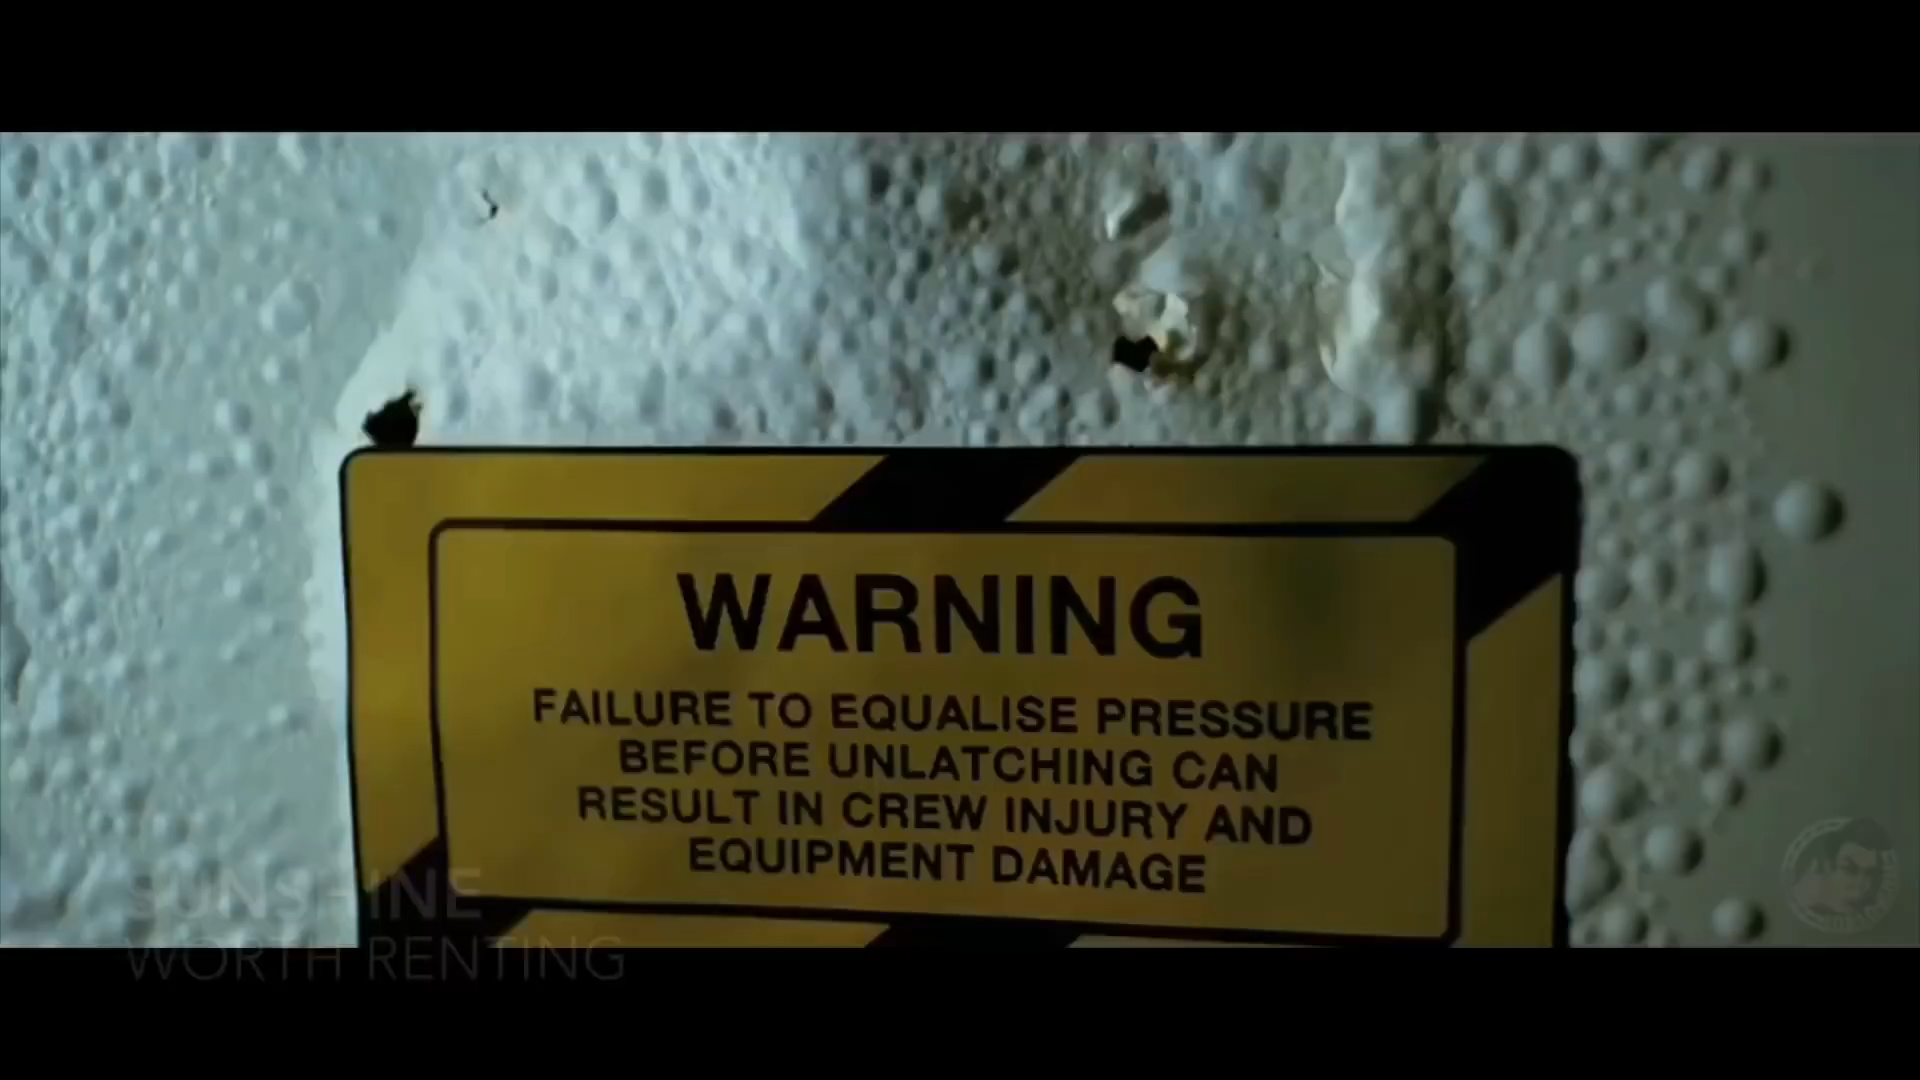 WARNING
FAILURE TO EQUALISE PRESSURE
BEFORE UNLATCHING CAN
RESULT IN CREW INJURY AND
EQUIPMENT DAMAGE
SUNSHINE
WORTH RENTING